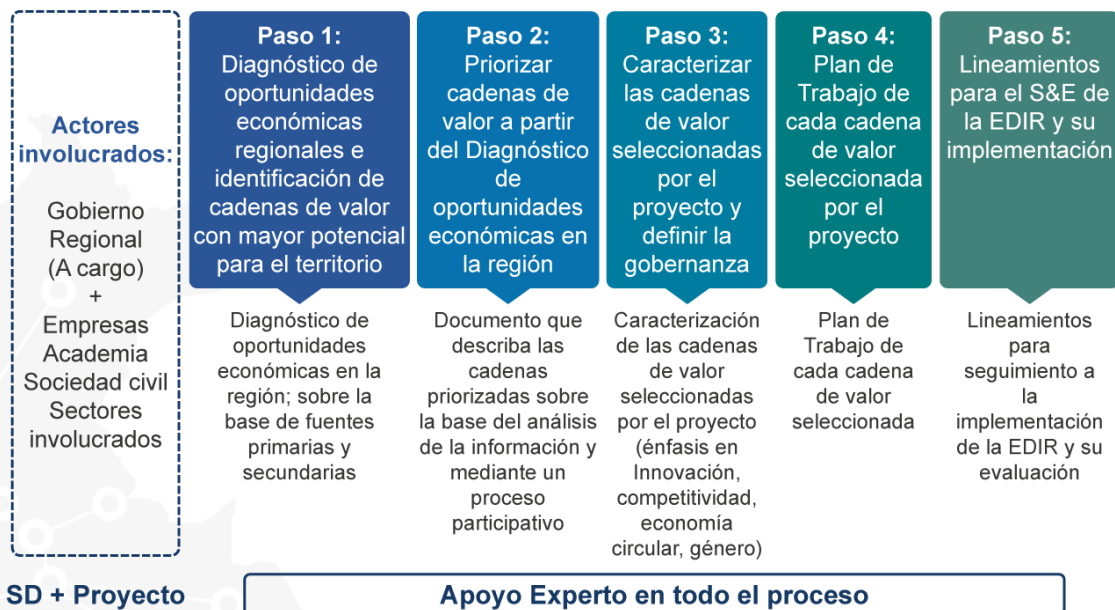 Actores
involucrados:
Gobierno
Regional
(A cargo)
+
Empresas
Academia
Sociedad civil
Sectores
involucrados
Paso 1:
Diagnóstico de
oportunidades
económicas
regionales e
identificación de
cadenas de valor
con mayor potencial
para el territorio
Diagnóstico de
oportunidades
económicas en la
región; sobre la
base de fuentes
primarias y
secundarias
Paso 2:
Priorizar
cadenas de
valor a partir
del Diagnóstico
de
oportunidades
económicas en
la región
Documento que
describa las
cadenas
priorizadas sobre
la base del análisis
de la información y
mediante un
proceso
participativo
Paso 3:
Caracterizar
las cadenas
de valor
seleccionadas
por el
proyecto y
definir la
gobernanza
Caracterización
de las cadenas
de valor
seleccionadas
por el proyecto
(énfasis en
Innovación,
competitividad,
economía
circular, género)
Paso 4:
Plan de
Trabajo de
cada cadena
de valor
seleccionada
por el
proyecto
Plan de
Trabajo de
cada cadena
de valor
seleccionada
Paso 5:
Lineamientos
para el S&E de
la EDIR y su
implementación
Lineamientos
para
seguimiento a
la
implementación
de la EDIR y su
evaluación
SD + Proyecto
Apoyo Experto en todo el proceso